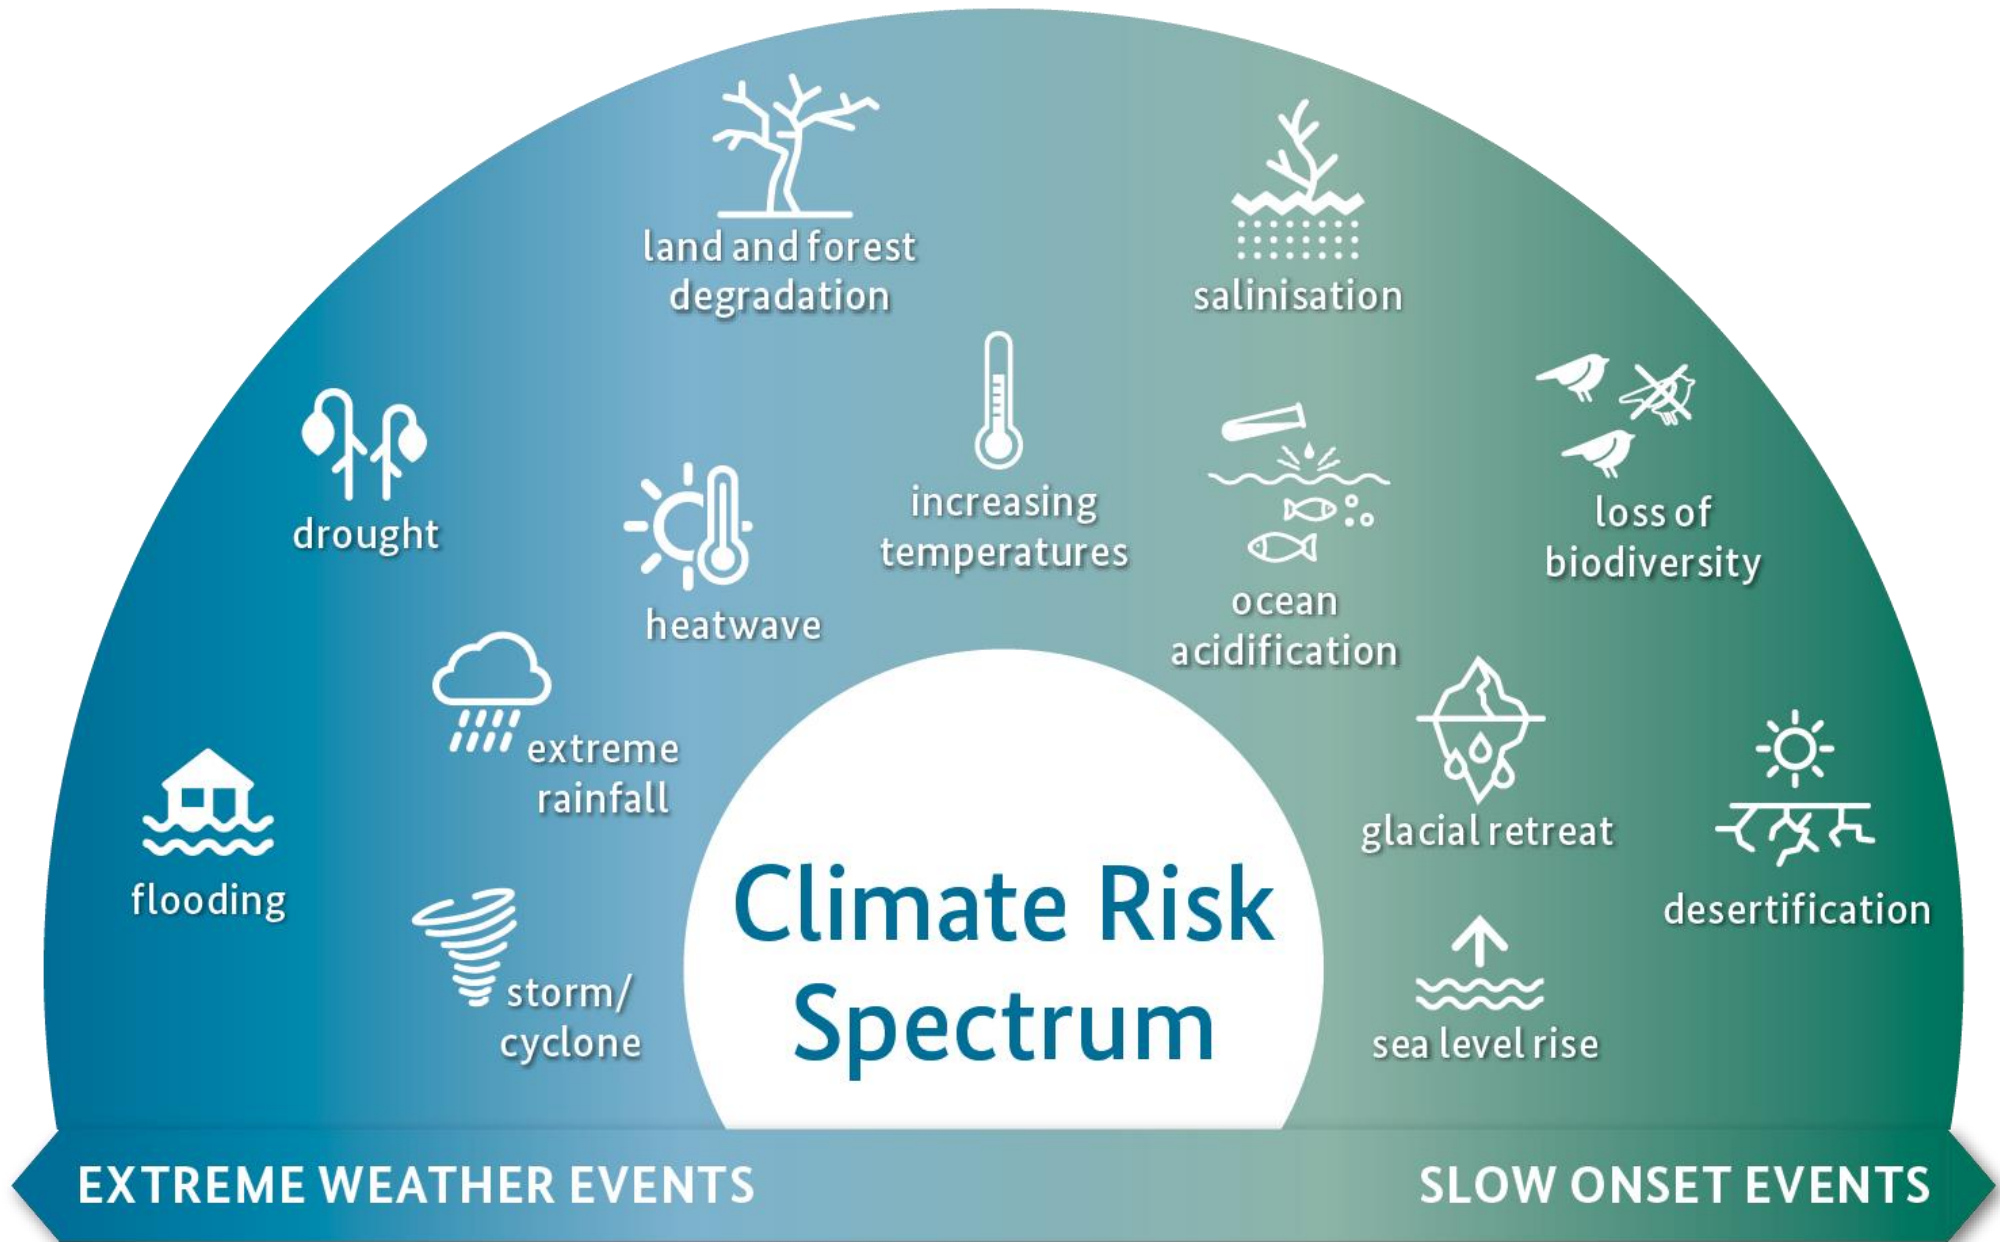 land and forest
degradation
salinisation
drought
heatwave
increasing
temperatures
ocean
acidification
loss of
biodiversity
extreme
rainfall
flooding
storm/
cyclone
glacial retreat
desertification
sea level rise
Climate Risk
Spectrum
EXTREME WEATHER EVENTS
SLOW ONSET EVENTS